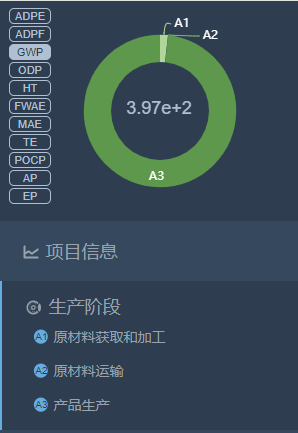 ADPE
ADPF
GWP
ODP
HT
FWAE
MAE
TE
POCP
AP
EP
A1
A2
3.97e+2
A3
项目信息
生产阶段
A1 原材料获取和加工
A2 原材料运输
A3 产品生产